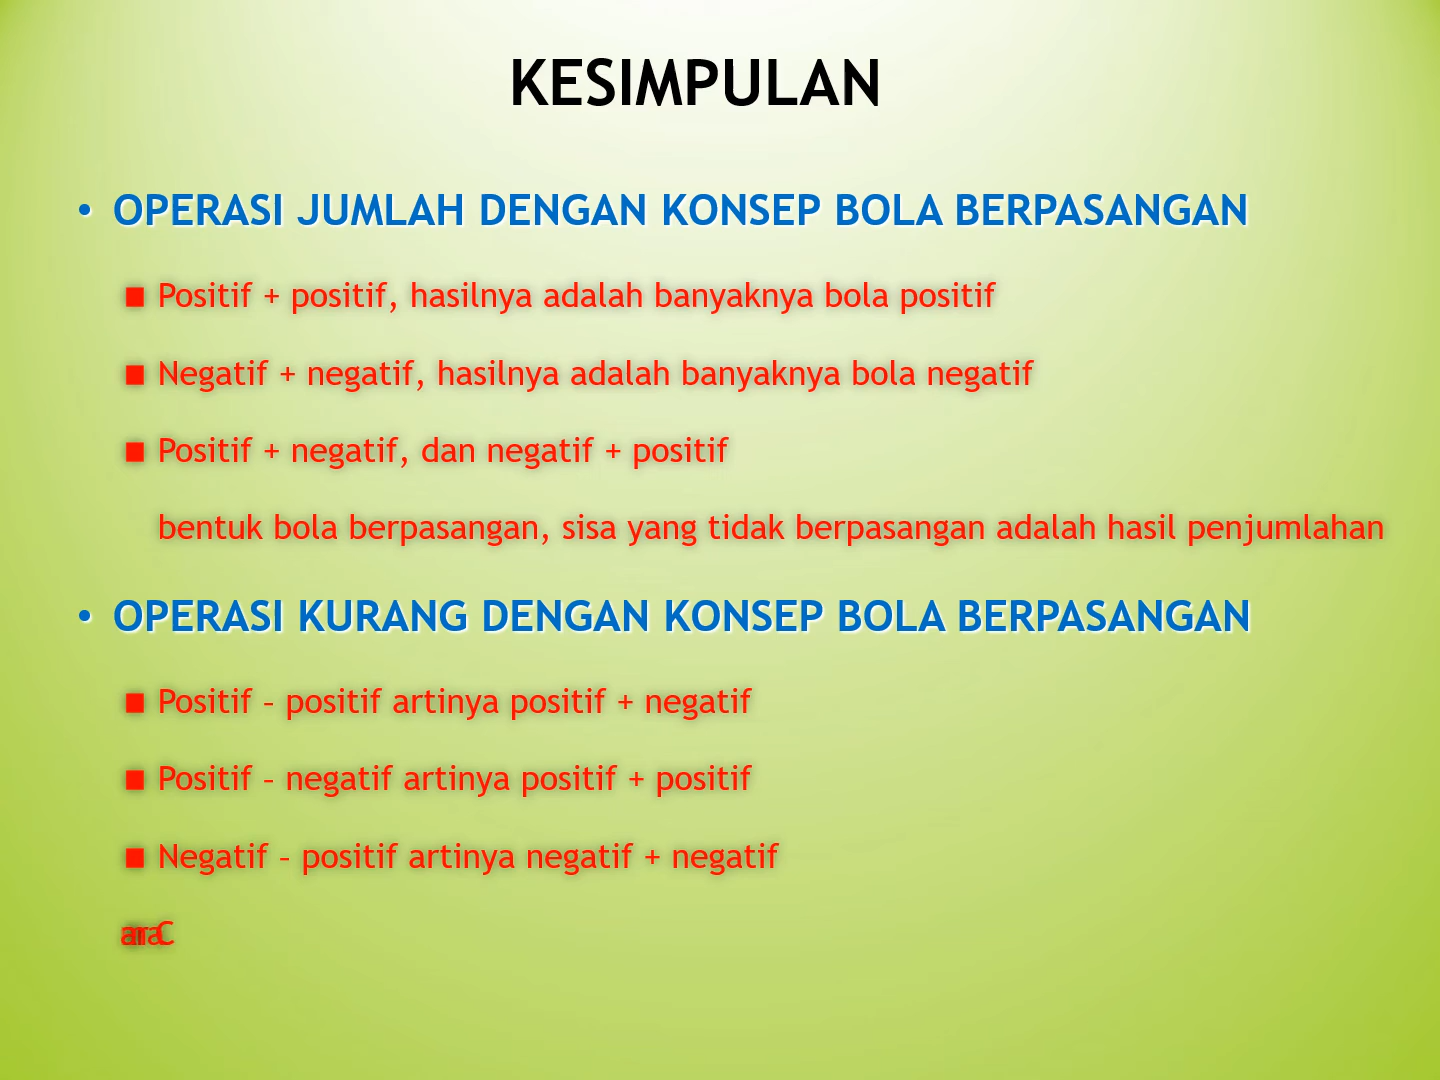 KESIMPULAN
• OPERASI JUMLAH DENGAN KONSEP BOLA BERPASANGAN
■ Positif + positif, hasilnya adalah banyaknya bola positif
■ Negatif + negatif, hasilnya adalah banyaknya bola negatif
■ Positif + negatif, dan negatif + positif
bentuk bola berpasangan, sisa yang tidak berpasangan adalah hasil penjumlahan
• OPERASI KURANG DENGAN KONSEP BOLA BERPASANGAN
■ Positif – positif artinya positif + negatif
■ Positif – negatif artinya positif + positif
■ Negatif – positif artinya negatif + negatif